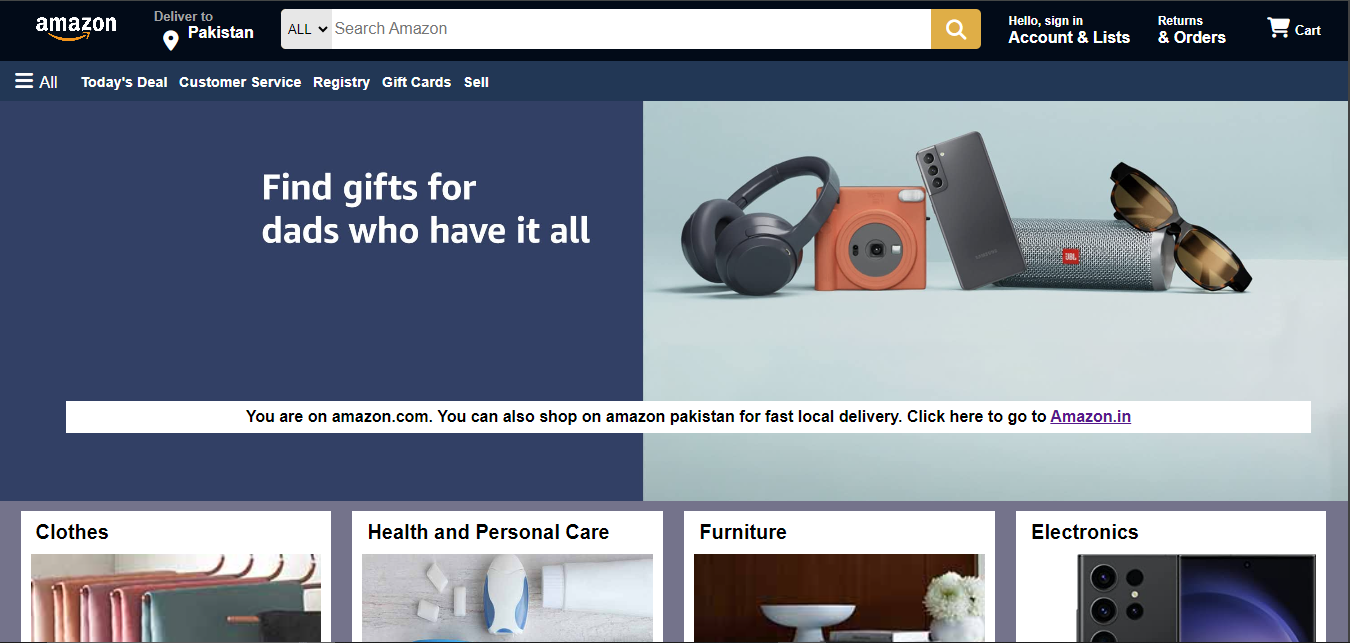 amazon
Deliver to
Pakistan
ALL
Search Amazon
Hello, sign in
Account & Lists
Returns
& Orders
Cart
All
Today's Deal
Customer Service
Registry
Gift Cards
Sell
Find gifts for
dads who have it all
SAMSUNG
JBL
You are on amazon.com. You can also shop on amazon pakistan for fast local delivery. Click here to go to Amazon.in
Clothes
Health and Personal Care
Furniture
Electronics